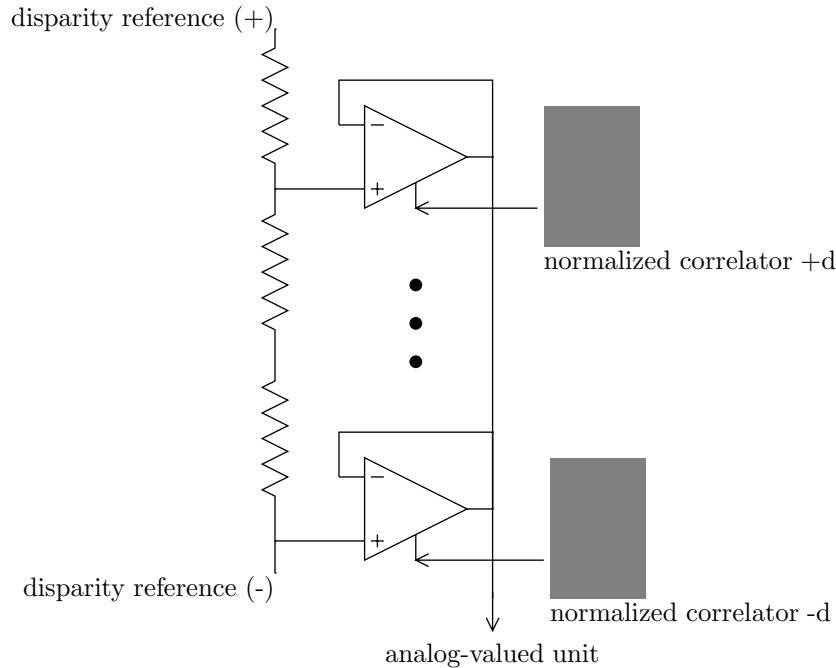 disparity reference (+)
−
+
normalized correlator +d
−
+
disparity reference (-)
normalized correlator -d
analog-valued unit